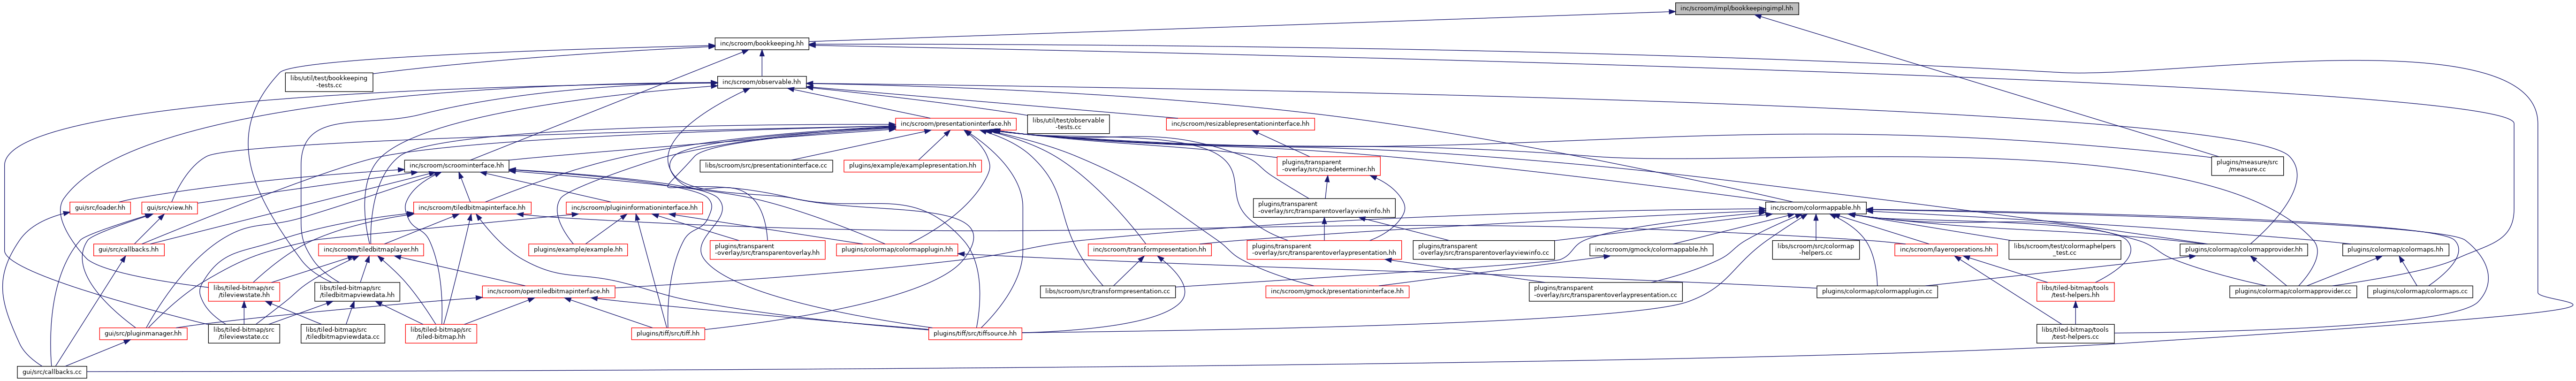 inc/scroom/impl/bookkeepingimpl.hh
inc/scroom/bookkeeping.hh
libs/util/test/bookkeeping
-tests.cc
inc/scroom/observable.hh
inc/scroom/presentationinterface.hh
libs/util/test/observable
-tests.cc
inc/scroom/resizablepresentationinterface.hh
inc/scroom/scroominterface.hh
libs/scroom/src/presentationinterface.cc
plugins/example/examplepresentation.hh
plugins/transparent
-overlay/src/sizedeterminer.hh
plugins/measure/src
/measure.cc
gui/src/loader.hh
gui/src/view.hh
inc/scroom/tiledbitmapinterface.hh
inc/scroom/plugininformationinterface.hh
plugins/transparent
-overlay/src/transparentoverlayviewinfo.hh
inc/scroom/colormappable.hh
gui/src/callbacks.hh
inc/scroom/tiledbitmaplayer.hh
plugins/example/example.hh
plugins/transparent
-overlay/src/transparentoverlay.hh
plugins/colormap/colormapplugin.hh
inc/scroom/transformpresentation.hh
plugins/transparent
-overlay/src/transparentoverlaypresentation.hh
plugins/transparent
-overlay/src/transparentoverlayviewinfo.cc
inc/scroom/gmock/colormappable.hh
libs/scroom/src/colormap
-helpers.cc
inc/scroom/layeroperations.hh
libs/scroom/test/colormaphelpers
_test.cc
plugins/colormap/colormapprovider.hh
plugins/colormap/colormaps.hh
libs/tiled-bitmap/src
/tileviewstate.hh
libs/tiled-bitmap/src
/tiledbitmapviewdata.hh
inc/scroom/opentiledbitmapinterface.hh
libs/scroom/src/transformpresentation.cc
inc/scroom/gmock/presentationinterface.hh
plugins/transparent
-overlay/src/transparentoverlaypresentation.cc
plugins/colormap/colormapplugin.cc
libs/tiled-bitmap/tools
/test-helpers.hh
plugins/colormap/colormapprovider.cc
plugins/colormap/colormaps.cc
gui/src/pluginmanager.hh
libs/tiled-bitmap/src
/tileviewstate.cc
libs/tiled-bitmap/src
/tiledbitmapviewdata.cc
libs/tiled-bitmap/src
/tiled-bitmap.hh
plugins/tiff/src/tiff.hh
plugins/tiff/src/tiffsource.hh
libs/tiled-bitmap/tools
/test-helpers.cc
gui/src/callbacks.cc